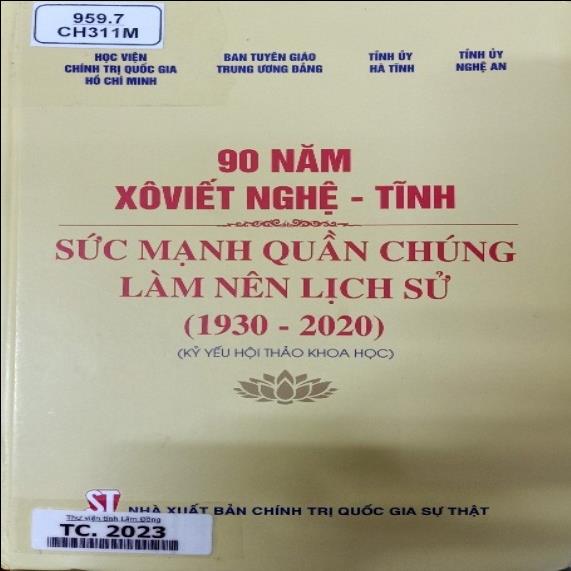 959.7
CH311M
HỌC VIỆN
CHÍNH TRỊ QUỐC GIA
HỒ CHÍ MINH
BAN TUYÊN GIÁO
TRUNG ƯƠNG ĐẢNG
TỈNH ỦY
HÀ TĨNH
TỈNH ỦY
NGHỆ AN
90 NĂM
XÔVIẾT NGHỆ - TĨNH
SỨC MẠNH QUẦN CHÚNG
LÀM NÊN LỊCH SỬ
(1930 - 2020)
(KỶ YẾU HỘI THẢO KHOA HỌC)
ST NHÀ XUẤT BẢN CHÍNH TRỊ QUỐC GIA SỰ THẬT
Thư viện tỉnh Lâm Đồng
TC. 2023